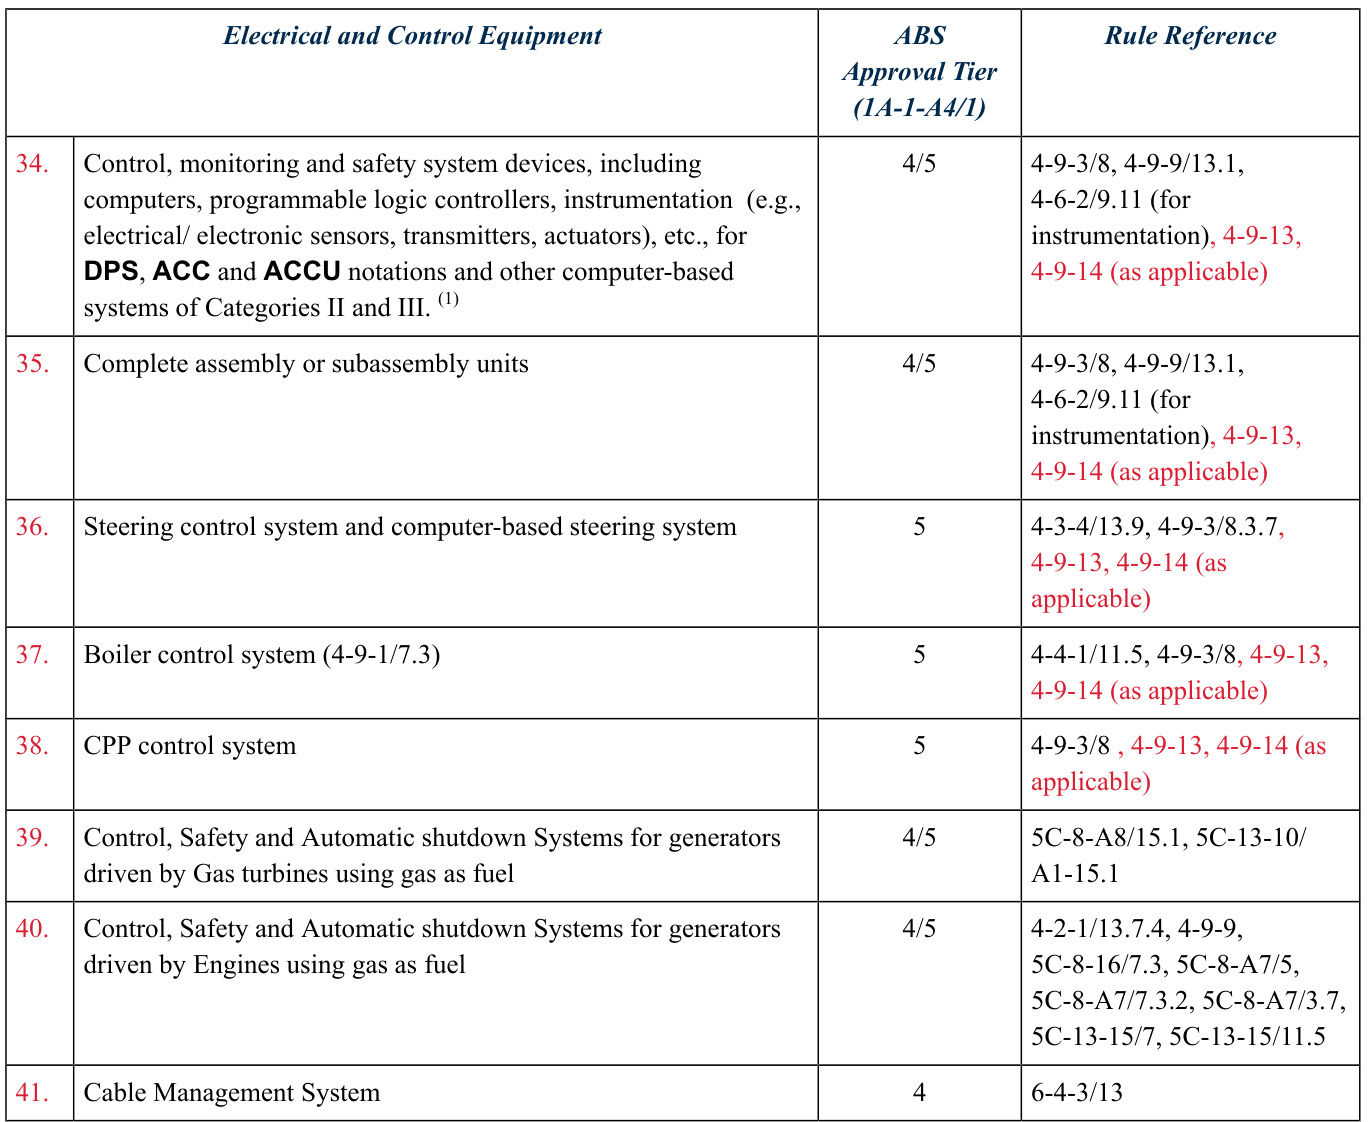 Electrical and Control Equipment
ABS
Approval Tier
(1A-1-A4/1)
Rule Reference
34.
Control, monitoring and safety system devices, including
computers, programmable logic controllers, instrumentation (e.g.,
electrical/ electronic sensors, transmitters, actuators), etc., for
DPS, ACC and ACCU notations and other computer-based
systems of Categories II and III. (1)
4/5
4-9-3/8, 4-9-9/13.1,
4-6-2/9.11 (for
instrumentation), 4-9-13,
4-9-14 (as applicable)
35.
Complete assembly or subassembly units
4/5
4-9-3/8, 4-9-9/13.1,
4-6-2/9.11 (for
instrumentation), 4-9-13,
4-9-14 (as applicable)
36.
Steering control system and computer-based steering system
5
4-3-4/13.9, 4-9-3/8.3.7,
4-9-13, 4-9-14 (as
applicable)
37.
Boiler control system (4-9-1/7.3)
5
4-4-1/11.5, 4-9-3/8, 4-9-13,
4-9-14 (as applicable)
38.
CPP control system
5
4-9-3/8 , 4-9-13, 4-9-14 (as
applicable)
39.
Control, Safety and Automatic shutdown Systems for generators
driven by Gas turbines using gas as fuel
4/5
5C-8-A8/15.1, 5C-13-10/
A1-15.1
40.
Control, Safety and Automatic shutdown Systems for generators
driven by Engines using gas as fuel
4/5
4-2-1/13.7.4, 4-9-9,
5C-8-16/7.3, 5C-8-A7/5,
5C-8-A7/7.3.2, 5C-8-A7/3.7,
5C-13-15/7, 5C-13-15/11.5
41.
Cable Management System
4
6-4-3/13